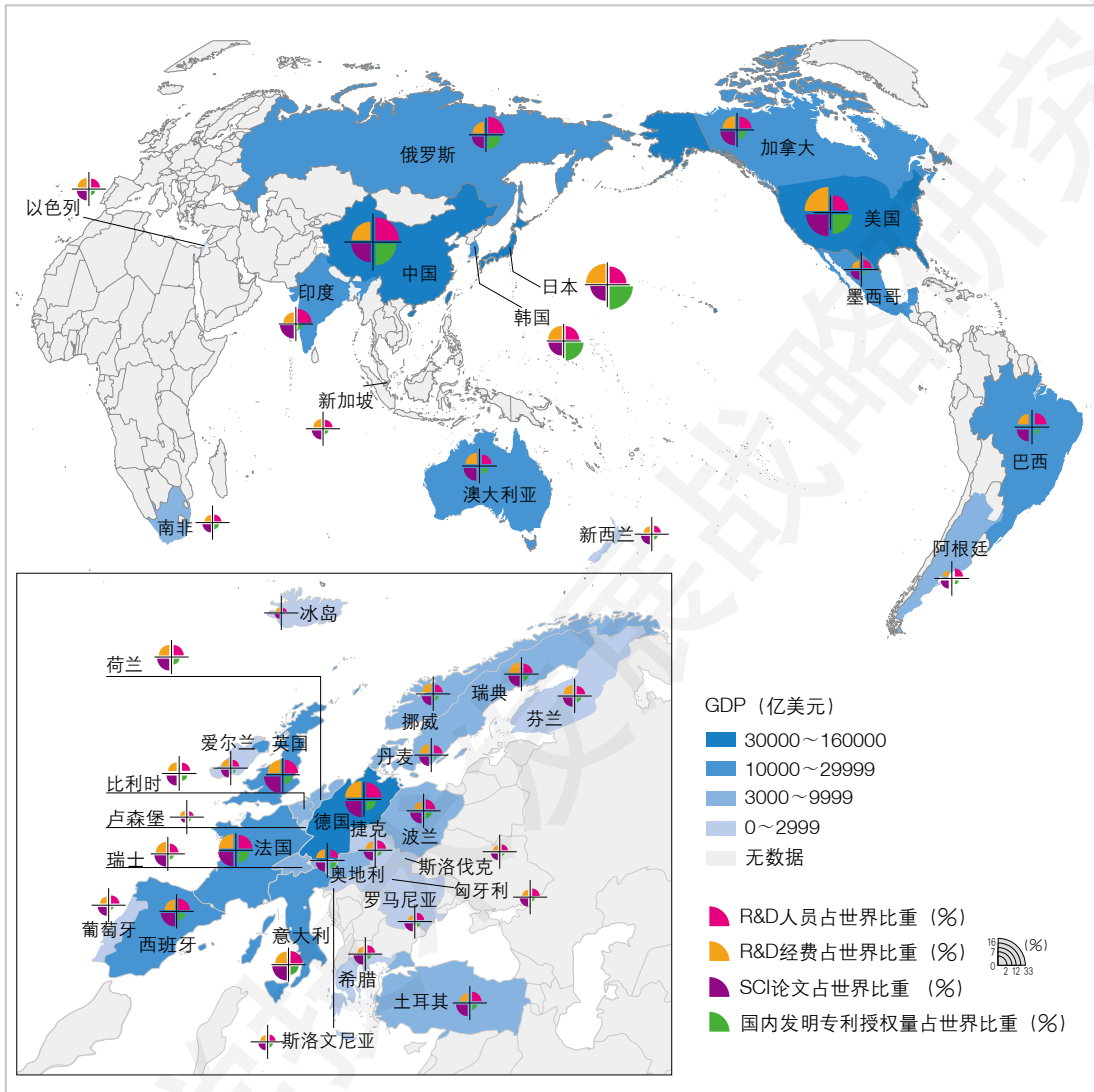 俄罗斯
加拿大
以色列
美国
中国
日本
印度
韩国
墨西哥
新加坡
巴西
澳大利亚
南非
新西兰
阿根廷
冰岛
荷兰
瑞典
挪威
芬兰
爱尔兰
英国
丹麦
比利时
卢森堡
德国
捷克
波兰
瑞士
法国
斯洛伐克
奥地利
匈牙利
罗马尼亚
葡萄牙
西班牙
意大利
希腊
土耳其
斯洛文尼亚
GDP（亿美元）
30000～160000
10000～29999
3000～9999
0～2999
无数据
R&D人员占世界比重（%）
R&D经费占世界比重（%）
SCI论文占世界比重（%）
国内发明专利授权量占世界比重（%）
16
7
0
2 12 33
(%)
发展战略研究